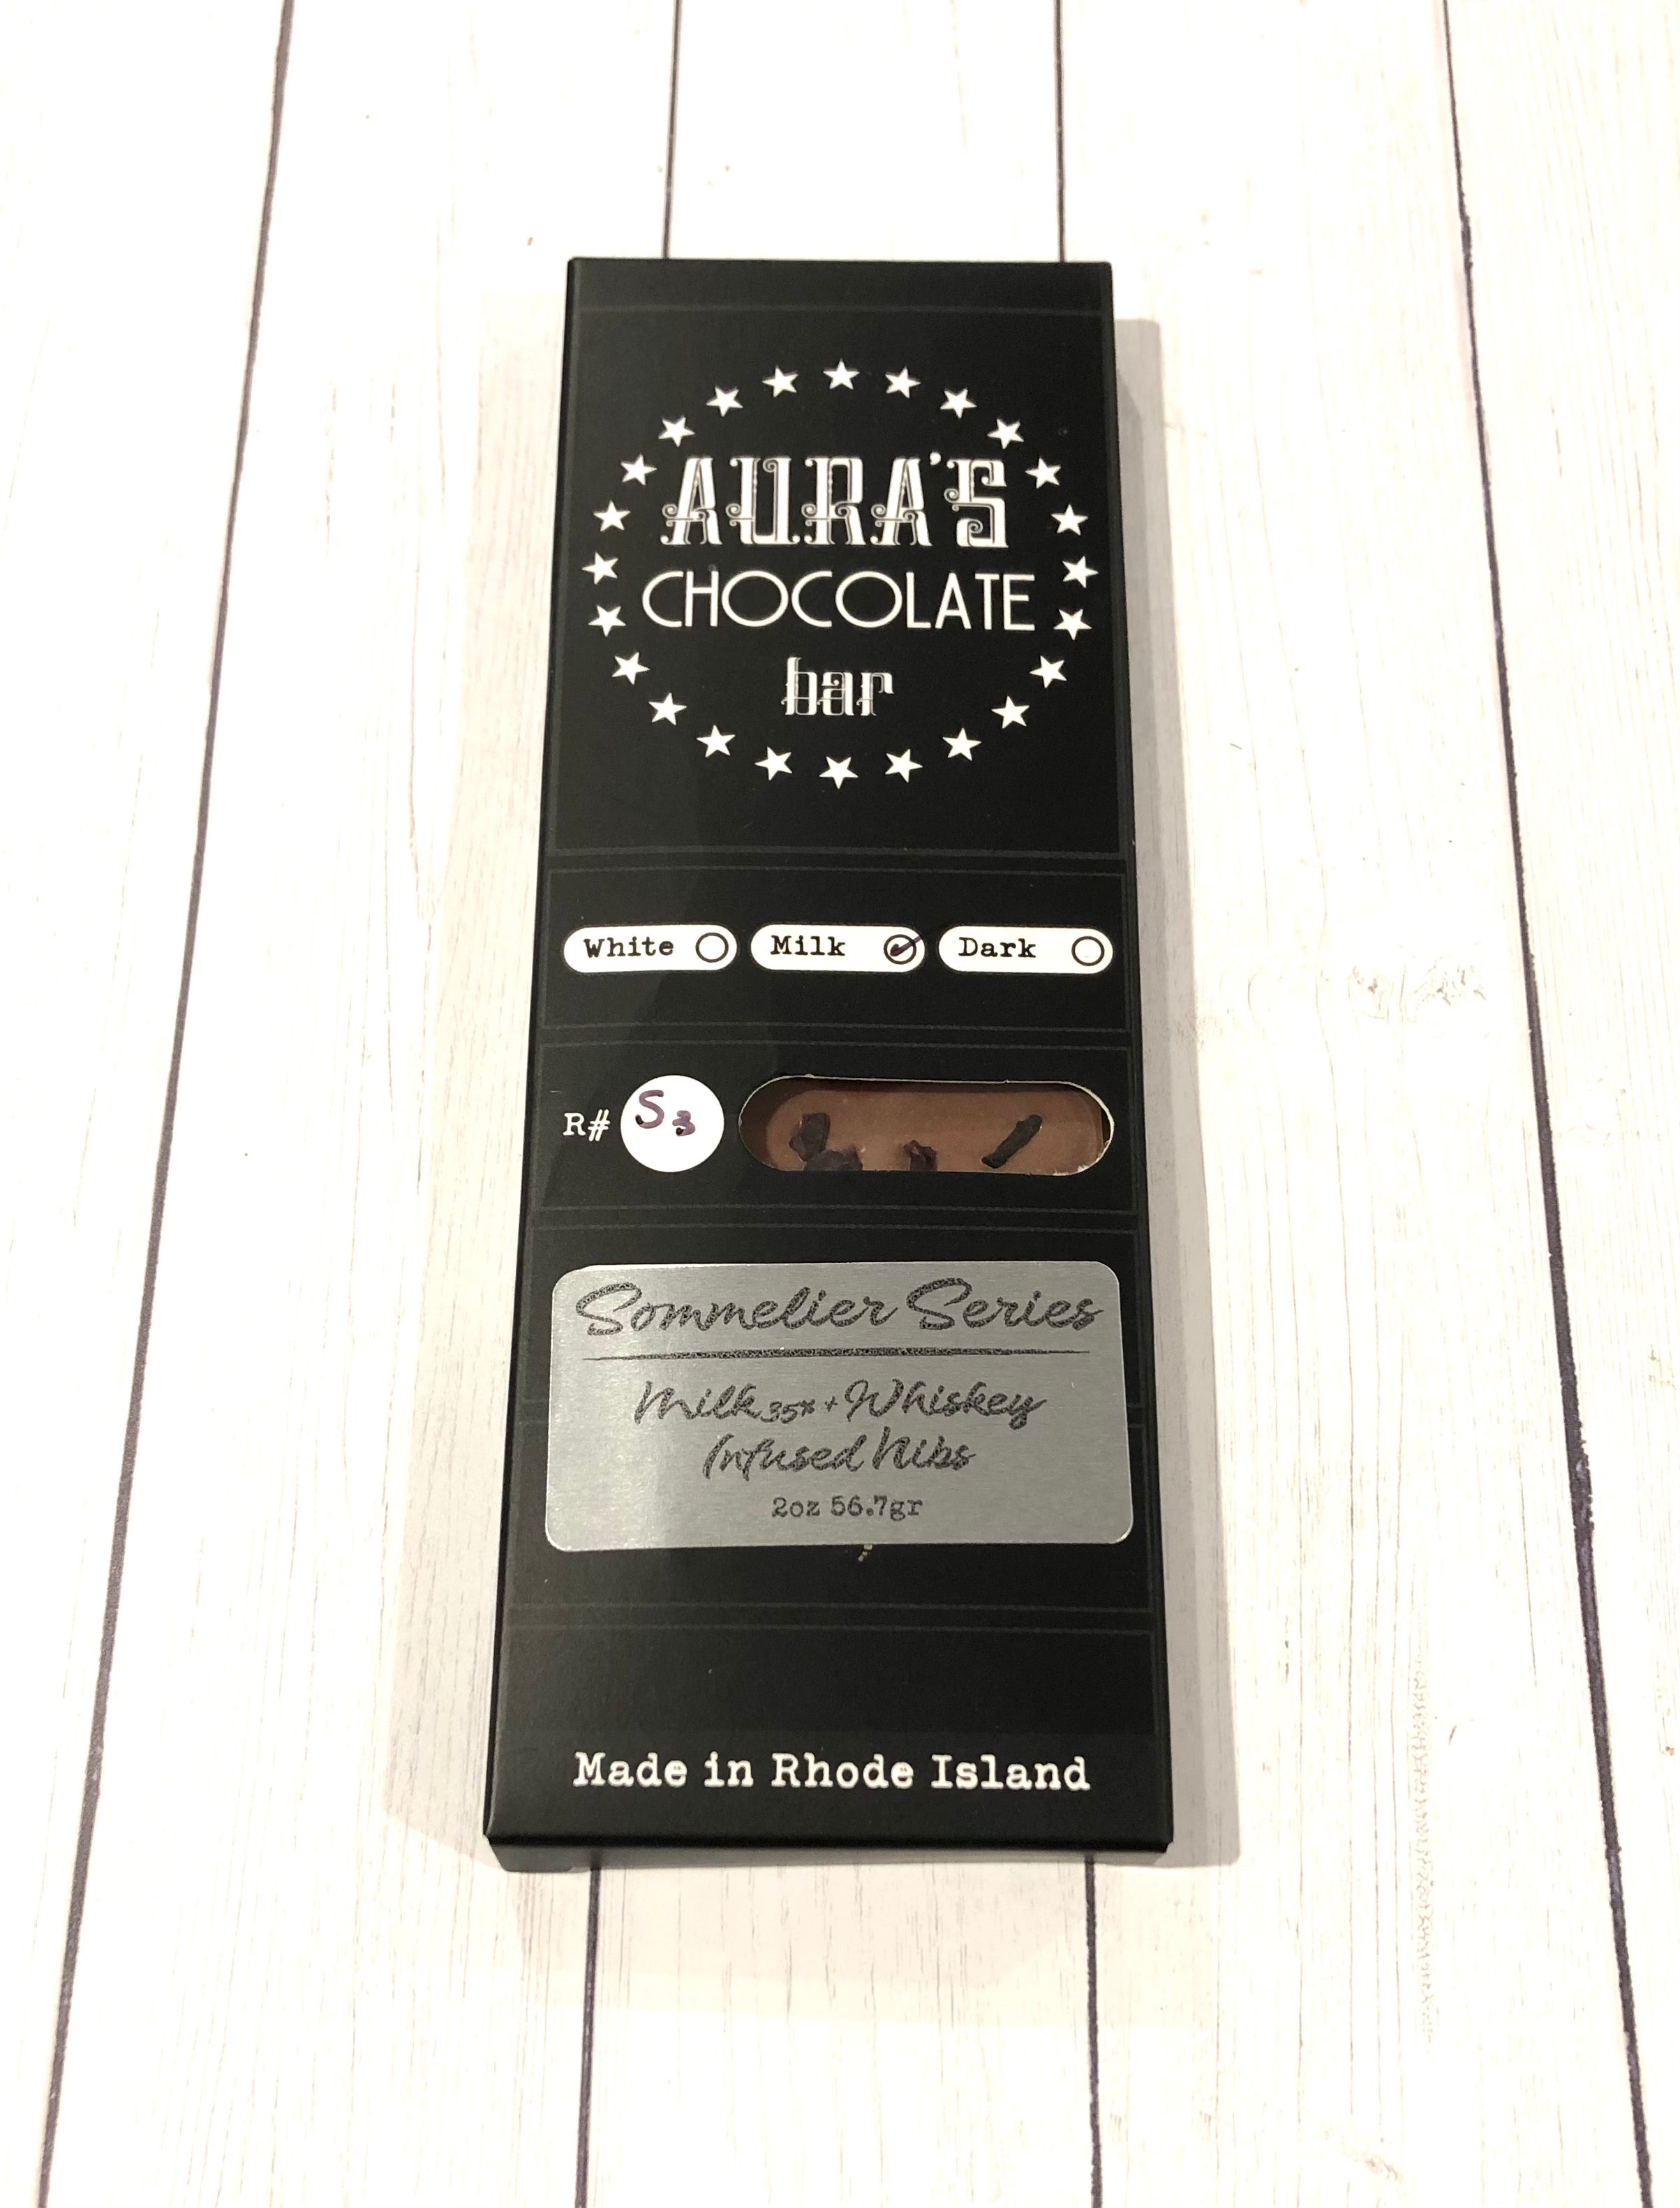 AURA'S
CHOCOLATE
bar
White Milk Dark
R# S3
Sommelier Series
Milk 35% + Whiskey
Infused Nibs
2oz 56.7gr
Made in Rhode Island